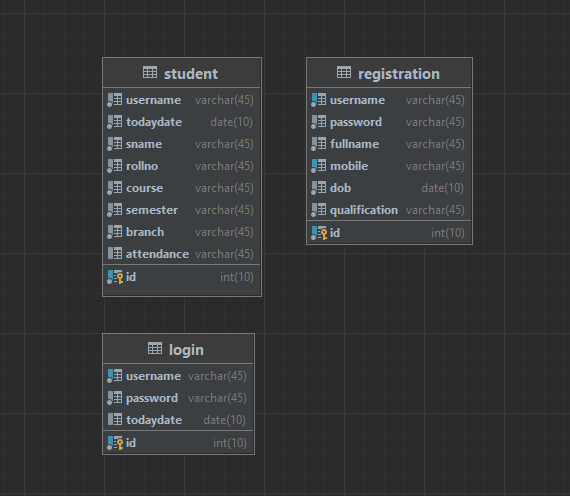 student
username varchar(45)
todaydate date(10)
sname varchar(45)
rollno varchar(45)
course varchar(45)
semester varchar(45)
branch varchar(45)
attendance varchar(45)
id int(10)
registration
username varchar(45)
password varchar(45)
fullname varchar(45)
mobile varchar(45)
dob date(10)
qualification varchar(45)
id int(10)
login
username varchar(45)
password varchar(45)
todaydate date(10)
id int(10)